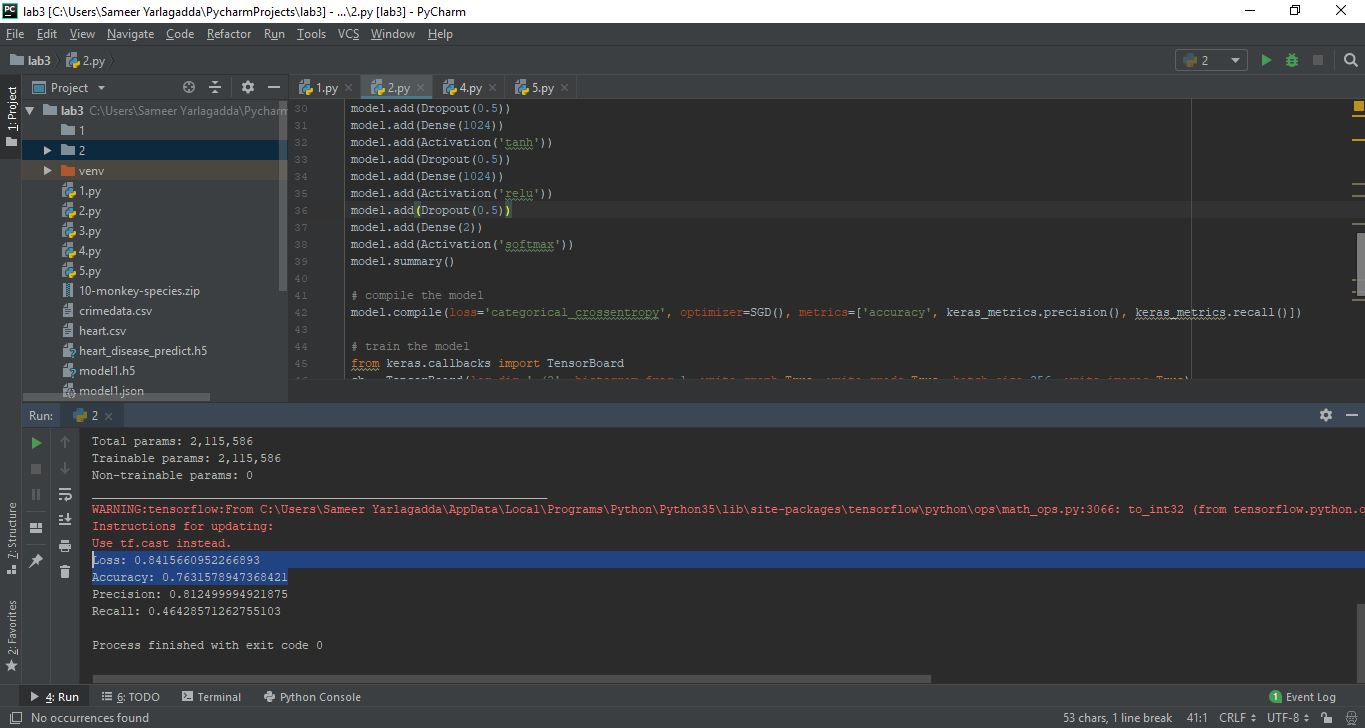 lab3 [C:\Users\Sameer Yarlagadda\PycharmProjects\lab3] - ...\2.py [lab3] - PyCharm
File Edit View Navigate Code Refactor Run Tools VCS Window Help
lab3 2.py 2
1: Project
Project 1.py 2.py 4.py 5.py
lab3 C:\Users\Sameer Yarlagadda\Pycharm
1
2
venv
1.py
2.py
3.py
4.py
5.py
10-monkey-species.zip
crimedata.csv
heart.csv
heart_disease_predict.h5
model1.h5
model1.json
30 model.add(Dropout(0.5))
31 model.add(Dense(1024))
32 model.add(Activation('tanh'))
33 model.add(Dropout(0.5))
34 model.add(Dense(1024))
35 model.add(Activation('relu'))
36 model.add(Dropout(0.5))
37 model.add(Dense(2))
38 model.add(Activation('softmax'))
39 model.summary()
40
41 # compile the model
42 model.compile(loss='categorical_crossentropy', optimizer=SGD(), metrics=['accuracy', keras_metrics.precision(), keras_metrics.recall()])
43
44 # train the model
45 from keras.callbacks import TensorBoard
Run: 2
Total params: 2,115,586
Trainable params: 2,115,586
Non-trainable params: 0
WARNING:tensorflow:From C:\Users\Sameer Yarlagadda\AppData\Local\Programs\Python\Python35\lib\site-packages\tensorflow\python\ops\math_ops.py:3066: to_int32 (from tensorflow.python.o
Instructions for updating:
Use tf.cast instead.
Loss: 0.8415660952266893
Accuracy: 0.7631578947368421
Precision: 0.812499994921875
Recall: 0.46428571262755103
Process finished with exit code 0
7: Structure
2: Favorites
4: Run 6: TODO Terminal Python Console 1 Event Log
No occurrences found 53 chars, 1 line break 41:1 CRLF UTF-8